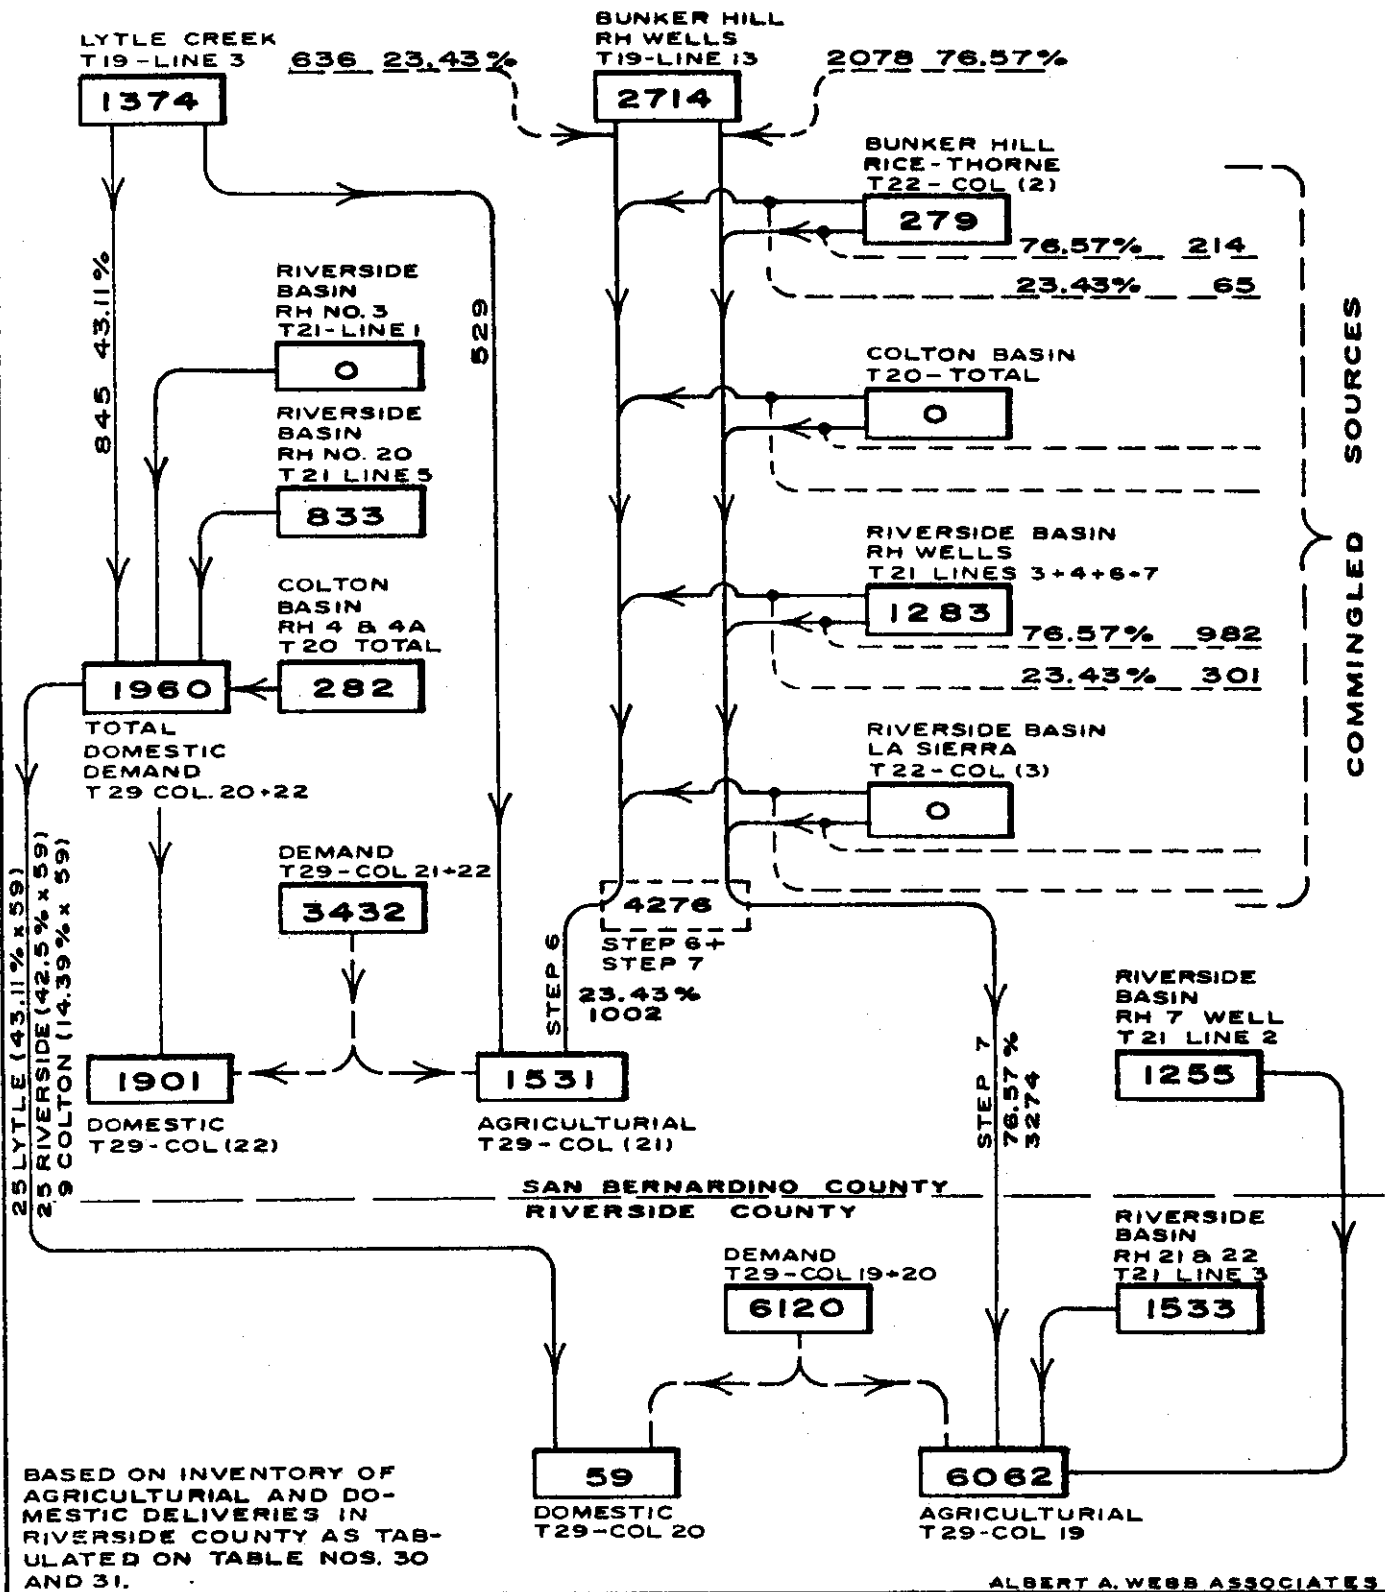 LYTLE CREEK
T19-LINE 3
1374
636 23.43%
BUNKER HILL
RH WELLS
T19-LINE 13
2714
2078 76.57%
BUNKER HILL
RICE-THORNE
T22-COL (2)
279
76.57% 214
23.43% 65
845 43.11%
529
RIVERSIDE
BASIN
RH NO. 3
T21-LINE 1
0
COLTON BASIN
T20-TOTAL
0
RIVERSIDE
BASIN
RH NO. 20
T21 LINE 5
833
RIVERSIDE BASIN
RH WELLS
T21 LINES 3+4+6+7
1283
76.57% 982
23.43% 301
COMMINGLED SOURCES
COLTON
BASIN
RH 4 & 4A
T20 TOTAL
282
1960
TOTAL
DOMESTIC
DEMAND
T29 COL. 20+22
RIVERSIDE BASIN
LA SIERRA
T22-COL (3)
0
DEMAND
T29-COL 21+22
3432
4276
STEP 6+
STEP 7
STEP 6
23.43%
1002
25 LYTLE (43.11% x 59)
25 RIVERSIDE (42.5% x 59)
9 COLTON (14.39% x 59)
1901
DOMESTIC
T29-COL (22)
1531
AGRICULTURIAL
T29-COL (21)
STEP 7
76.57%
3274
RIVERSIDE
BASIN
RH 7 WELL
T21 LINE 2
1255
SAN BERNARDINO COUNTY
RIVERSIDE COUNTY
RIVERSIDE
BASIN
RH 21 & 22
T21 LINE 3
1533
DEMAND
T29-COL 19+20
6120
59
DOMESTIC
T29-COL 20
6062
AGRICULTURIAL
T29-COL 19
BASED ON INVENTORY OF
AGRICULTURIAL AND DO-
MESTIC DELIVERIES IN
RIVERSIDE COUNTY AS TAB-
ULATED ON TABLE NOS. 30
AND 31.
ALBERT A. WEBB ASSOCIATES